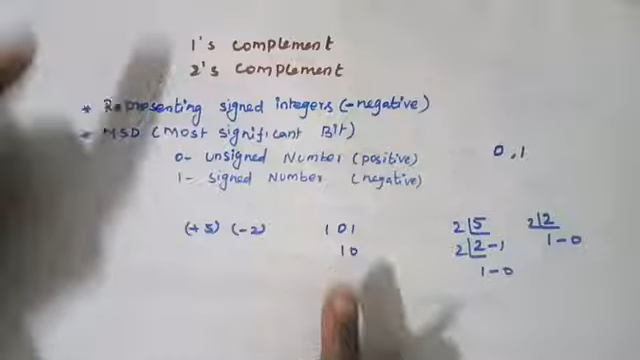 1's complement
2's complement
* Representing signed integers (-negative)
* MSD (Most significant Bit)
0- unsigned Number (positive)
1- signed Number (negative)
0,1
(+5) (-2)
101
10
2|5
2|2-1
1-0
2|2
1-0